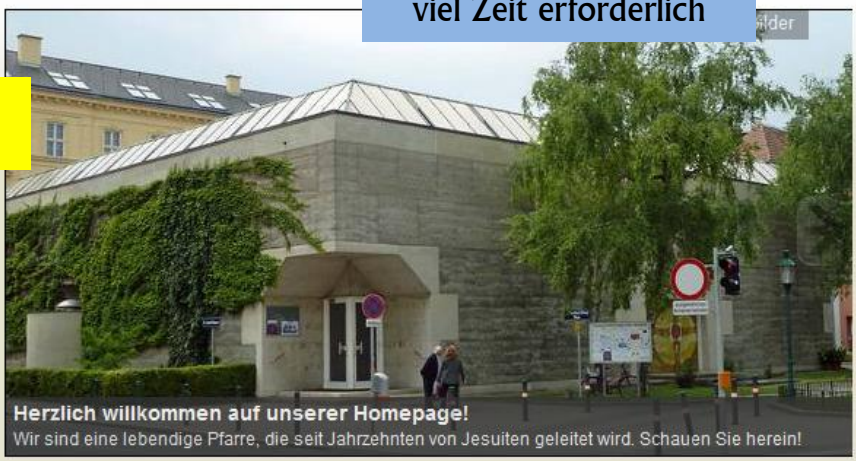 viel Zeit erforderlich
Herzlich willkommen auf unserer Homepage!
Wir sind eine lebendige Pfarre, die seit Jahrzehnten von Jesuiten geleitet wird. Schauen Sie herein!